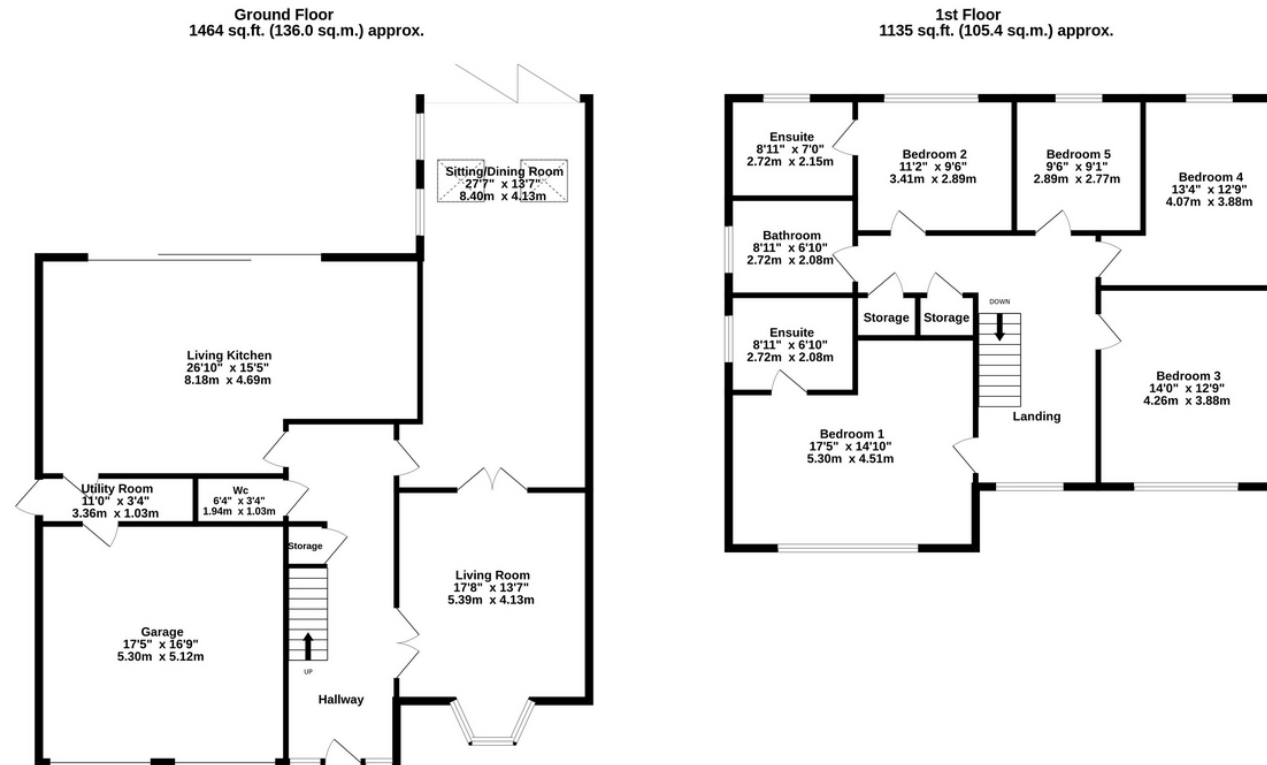 Ground Floor
1464 sq.ft. (136.0 sq.m.) approx.
Sitting/Dining Room
27'7" x 13'7"
8.40m x 4.13m
Living Kitchen
26'10" x 15'5"
8.18m x 4.69m
Utility Room
11'0" x 3'4"
3.36m x 1.03m
Wc
6'4" x 3'4"
1.94m x 1.03m
Storage
Living Room
17'8" x 13'7"
5.39m x 4.13m
Garage
17'5" x 16'9"
5.30m x 5.12m
UP
Hallway
1st Floor
1135 sq.ft. (105.4 sq.m.) approx.
Ensuite
8'11" x 7'0"
2.72m x 2.15m
Bedroom 2
11'2" x 9'6"
3.41m x 2.89m
Bedroom 5
9'6" x 9'1"
2.89m x 2.77m
Bedroom 4
13'4" x 12'9"
4.07m x 3.88m
Bathroom
8'11" x 6'10"
2.72m x 2.08m
Storage
Storage
DOWN
Ensuite
8'11" x 6'10"
2.72m x 2.08m
Bedroom 3
14'0" x 12'9"
4.26m x 3.88m
Landing
Bedroom 1
17'5" x 14'10"
5.30m x 4.51m